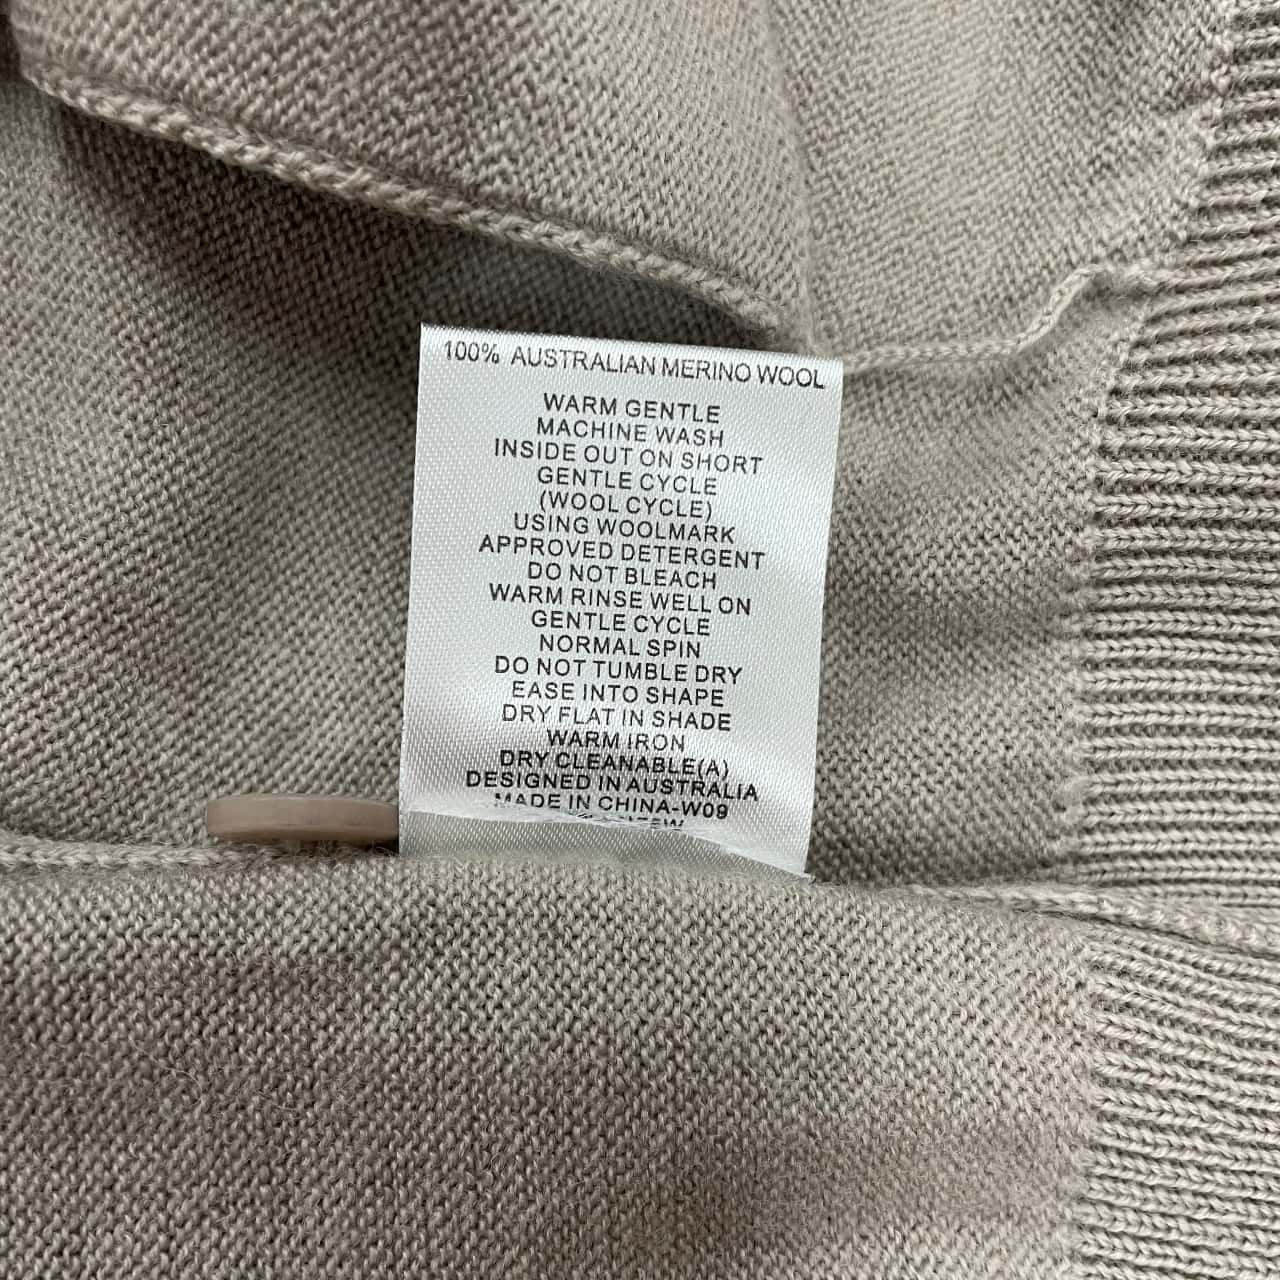 100% AUSTRALIAN MERINO WOOL
WARM GENTLE
MACHINE WASH
INSIDE OUT ON SHORT
GENTLE CYCLE
(WOOL CYCLE)
USING WOOLMARK
APPROVED DETERGENT
DO NOT BLEACH
WARM RINSE WELL ON
GENTLE CYCLE
NORMAL SPIN
DO NOT TUMBLE DRY
EASE INTO SHAPE
DRY FLAT IN SHADE
WARM IRON
DRY CLEANABLE(A)
DESIGNED IN AUSTRALIA
MADE IN CHINA-W09